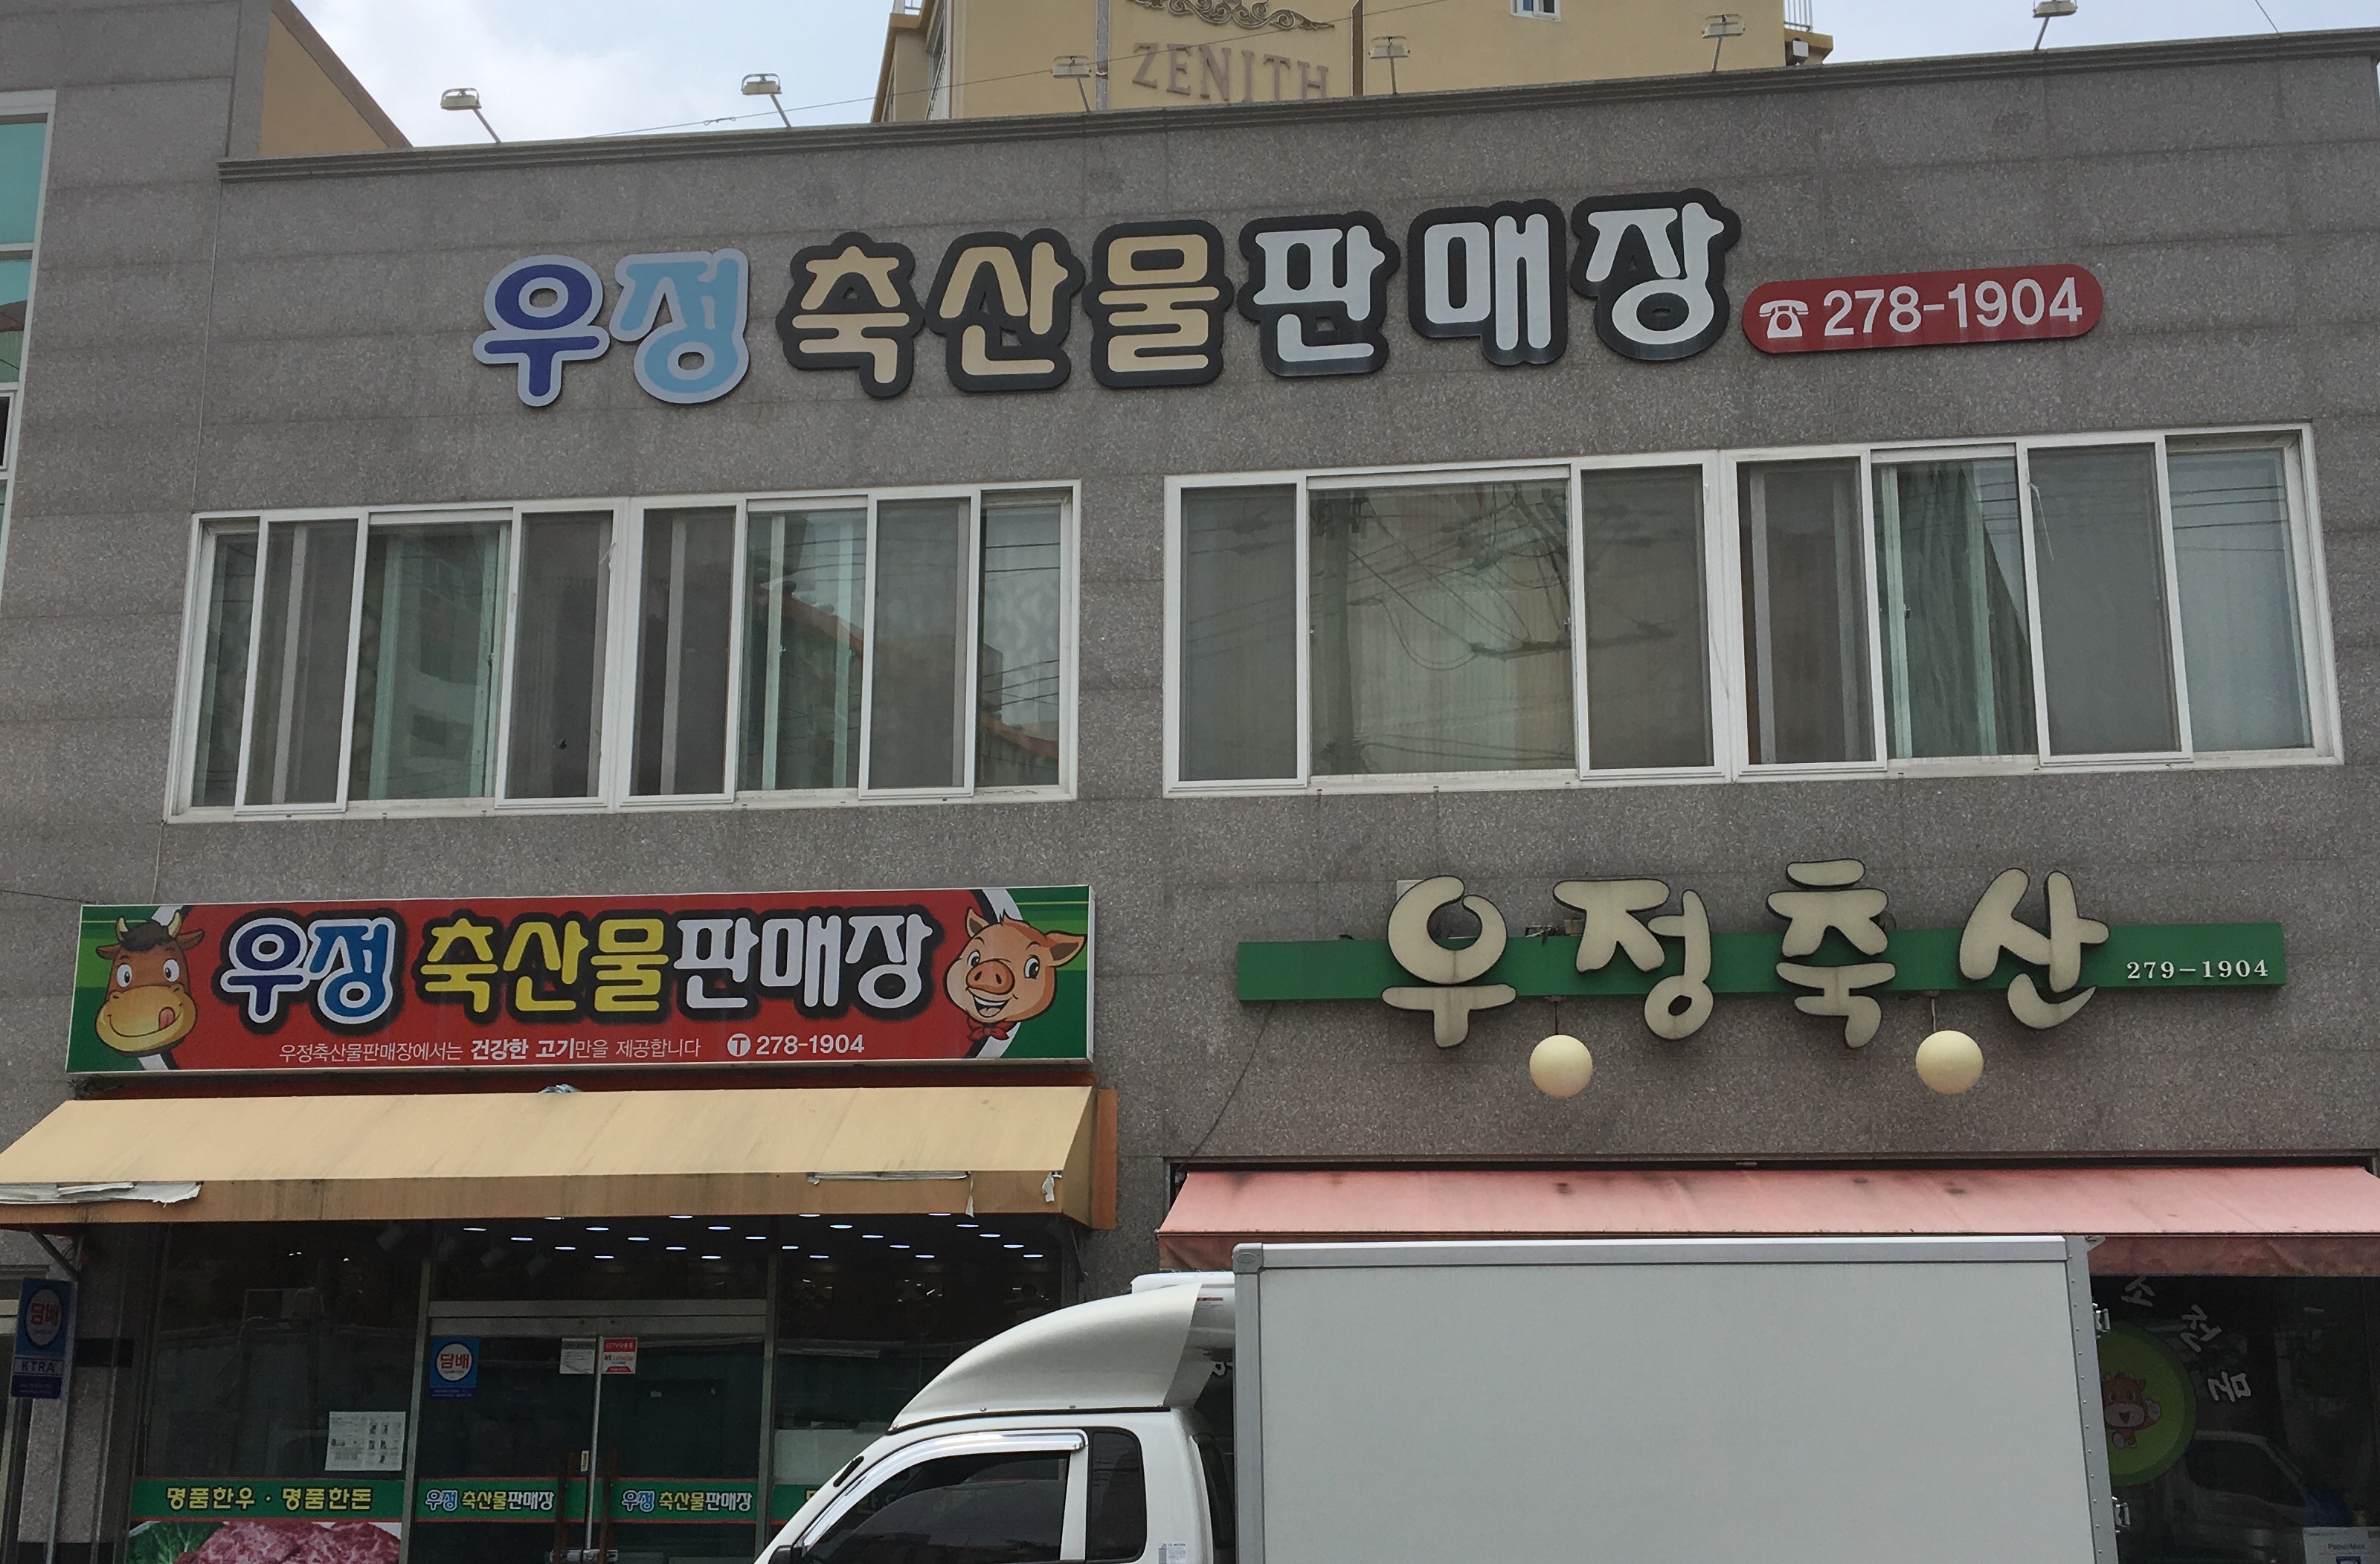 ZENITH
우정 축산물판매장 278-1904
우정 축산물판매장
우정축산물판매장에서는 건강한 고기만을 제공합니다 T 278-1904
우정축산
279-1904
담배
KTRA
담배
명품한우 · 명품한돈
우정 축산물판매장
우정 축산물판매장
소
전
문